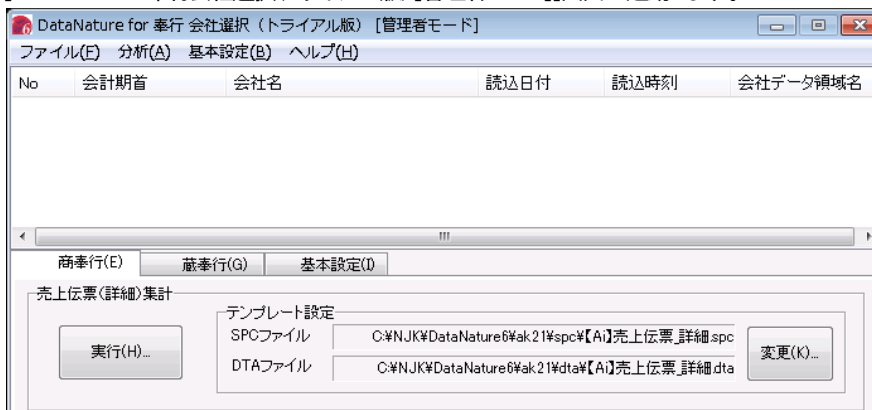 DataNature for 奉行 会社選択（トライアル版） [管理者モード]
ファイル(F) 分析(A) 基本設定(B) ヘルプ(H)
No 会計期首 会社名 読込日付 読込時刻 会社データ領域名
商奉行(E) 蔵奉行(G) 基本設定(I)
売上伝票(詳細)集計
テンプレート設定
SPCファイル C:¥NJK¥DataNature6¥ak21¥spc¥【Ai】売上伝票_詳細.spc
実行(H)... 変更(K)...
DTAファイル C:¥NJK¥DataNature6¥ak21¥dta¥【Ai】売上伝票_詳細.dta